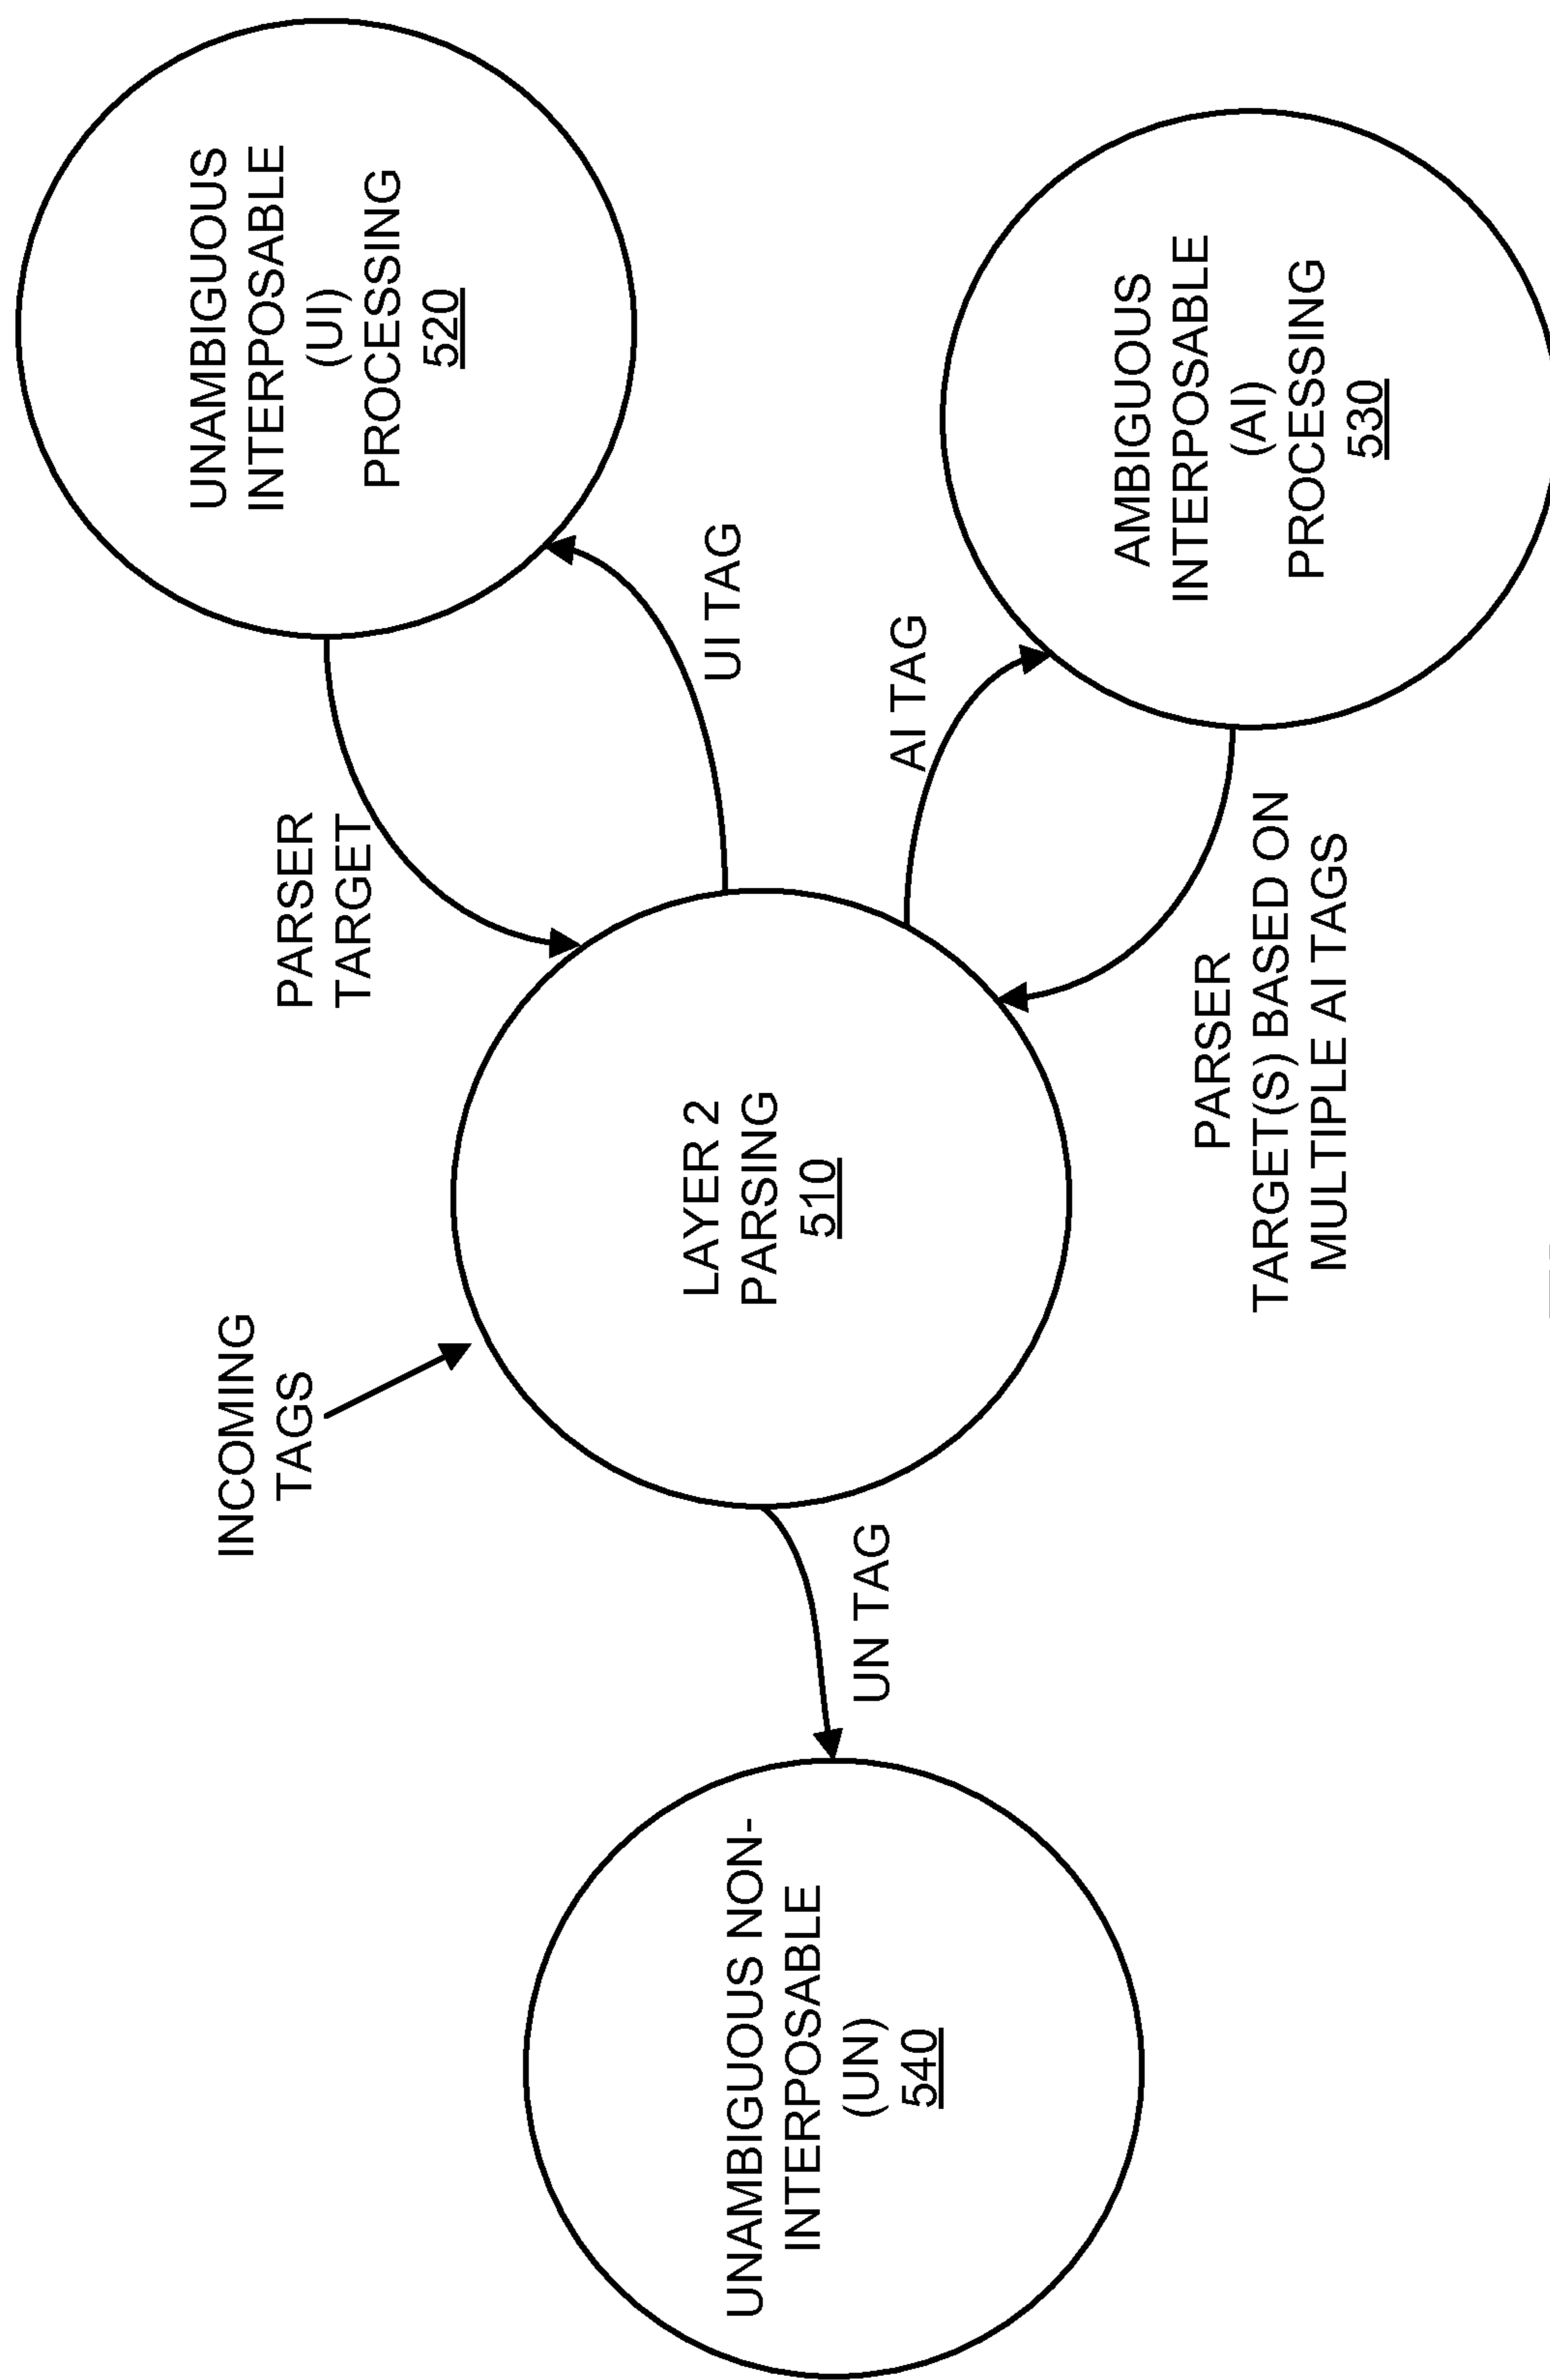 INCOMING
TAGS
PARSER
TARGET
UNAMBIGUOUS
INTERPOSABLE
(UI)
PROCESSING
520
UI TAG
LAYER 2
PARSING
510
UN TAG
UNAMBIGUOUS NON-
INTERPOSABLE
(UN)
540
AI TAG
AMBIGUOUS
INTERPOSABLE
(AI)
PROCESSING
530
PARSER
TARGET(S) BASED ON
MULTIPLE AI TAGS